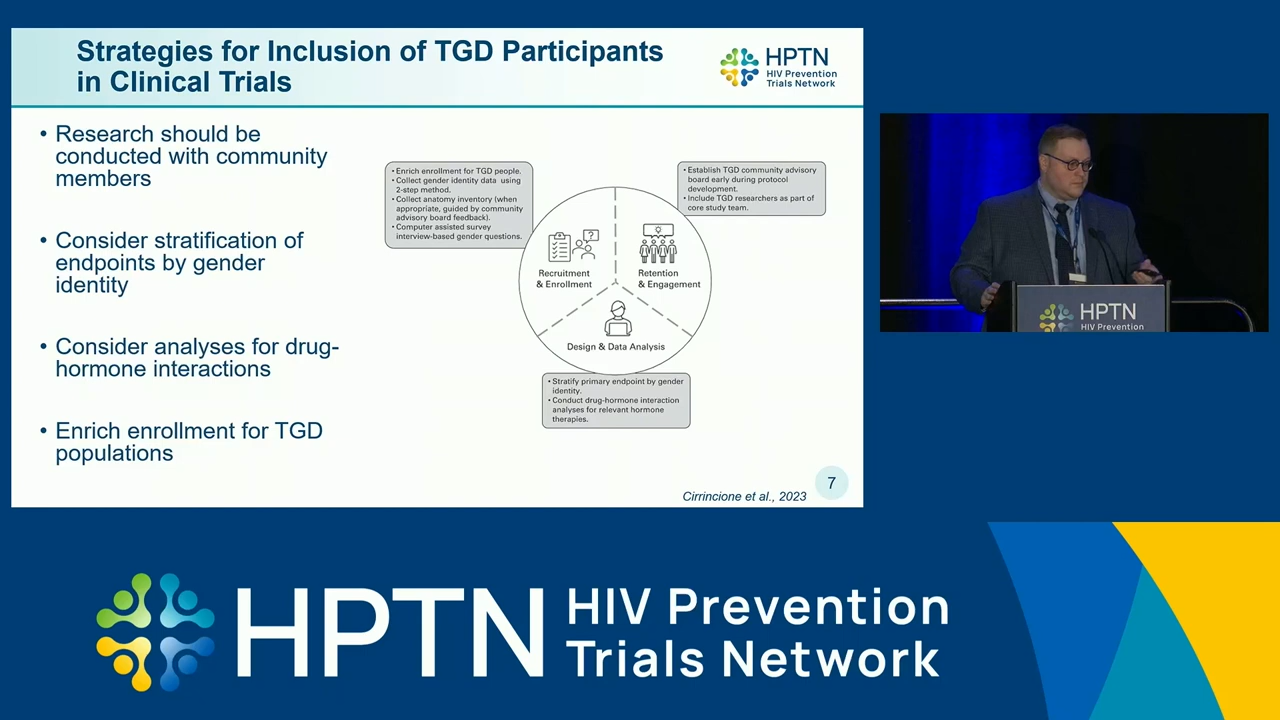 Strategies for Inclusion of TGD Participants
in Clinical Trials
HPTN
HIV Prevention
Trials Network
• Research should be
conducted with community
members
• Consider stratification of
endpoints by gender
identity
• Consider analyses for drug-
hormone interactions
• Enrich enrollment for TGD
populations
• Enrich enrollment for TGD people.
• Collect gender identity data using
2-step method.
• Collect anatomy inventory (when
appropriate, guided by community
advisory board feedback).
• Computer assisted survey
interview-based gender questions.
• Establish TGD community advisory
board early during protocol
development.
• Include TGD researchers as part of
core study team.
?
Recruitment
& Enrollment
Retention
& Engagement
Design & Data Analysis
• Stratify primary endpoint by gender
identity.
• Conduct drug-hormone interaction
analyses for relevant hormone
therapies.
Cirrincione et al., 2023
7
HPTN
HIV Prevention
HPTN
HIV Prevention
Trials Network